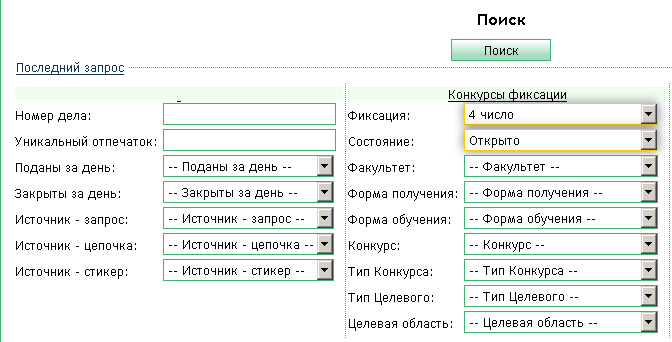 Поиск
Поиск
Последний запрос
Конкурсы фиксации
Номер дела:
Уникальный отпечаток:
Поданы за день: -- Поданы за день --
Закрыты за день: -- Закрыты за день --
Источник - запрос: -- Источник - запрос --
Источник - цепочка: -- Источник - цепочка --
Источник - стикер: -- Источник - стикер --
Фиксация: 4 число
Состояние: Открыто
Факультет: -- Факультет --
Форма получения: -- Форма получения --
Форма обучения: -- Форма обучения --
Конкурс: -- Конкурс --
Тип Конкурса: -- Тип Конкурса --
Тип Целевого: -- Тип Целевого --
Целевая область: -- Целевая область --